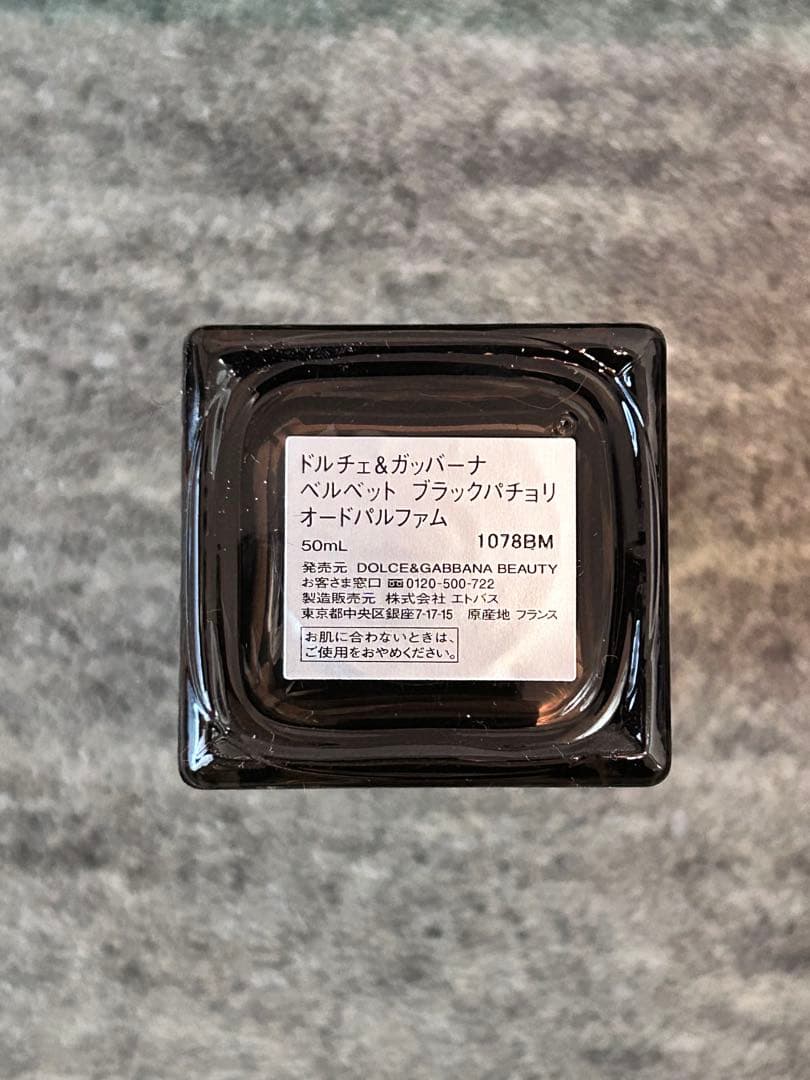 ドルチェ&ガッバーナ
ベルベット ブラックパチョリ
オードパルファム
50mL 1078BM
発売元 DOLCE&GABBANA BEAUTY
お客さま窓口 0120-500-722
製造販売元 株式会社 エトバス
東京都中央区銀座7-17-15 原産地 フランス
お肌に合わないときは、
ご使用をおやめください。